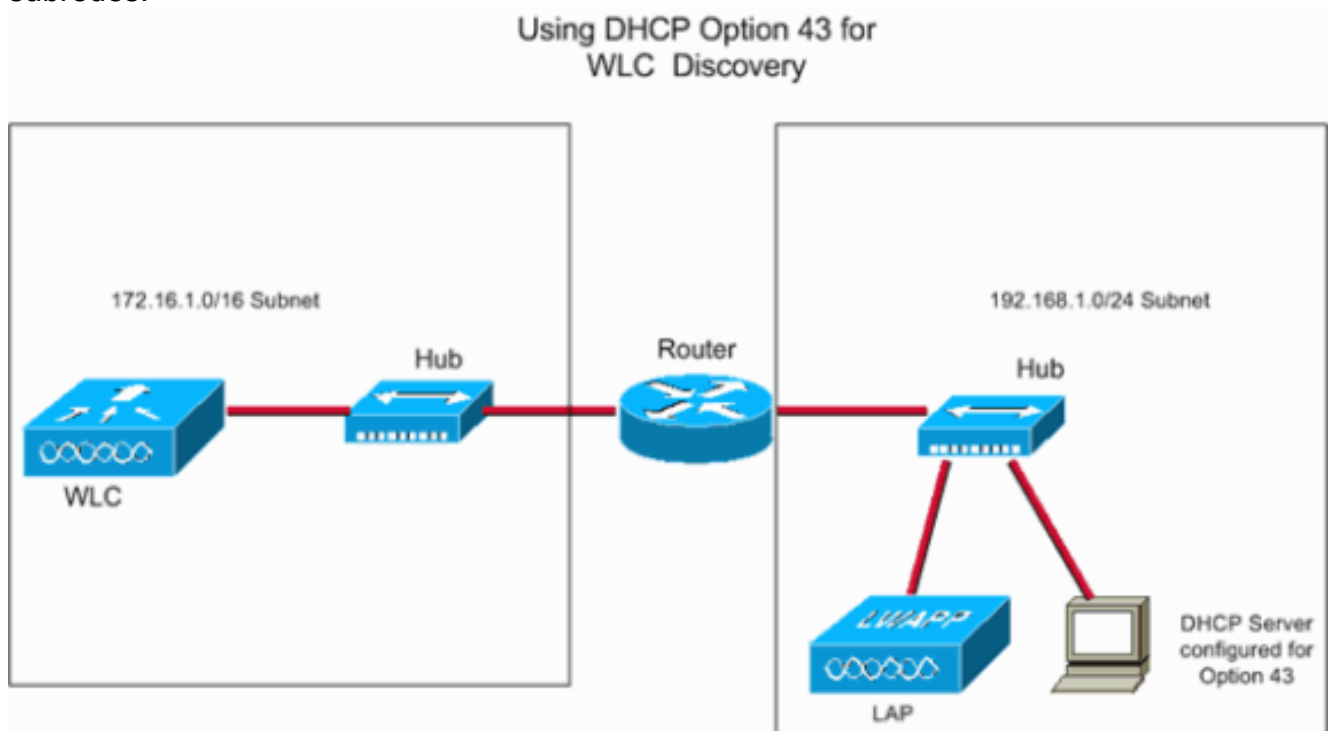 Using DHCP Option 43 for
WLC Discovery
172.16.1.0/16 Subnet
192.168.1.0/24 Subnet
Hub
Router
Hub
WLC
LWAPP
LAP
DHCP Server
configured for
Option 43